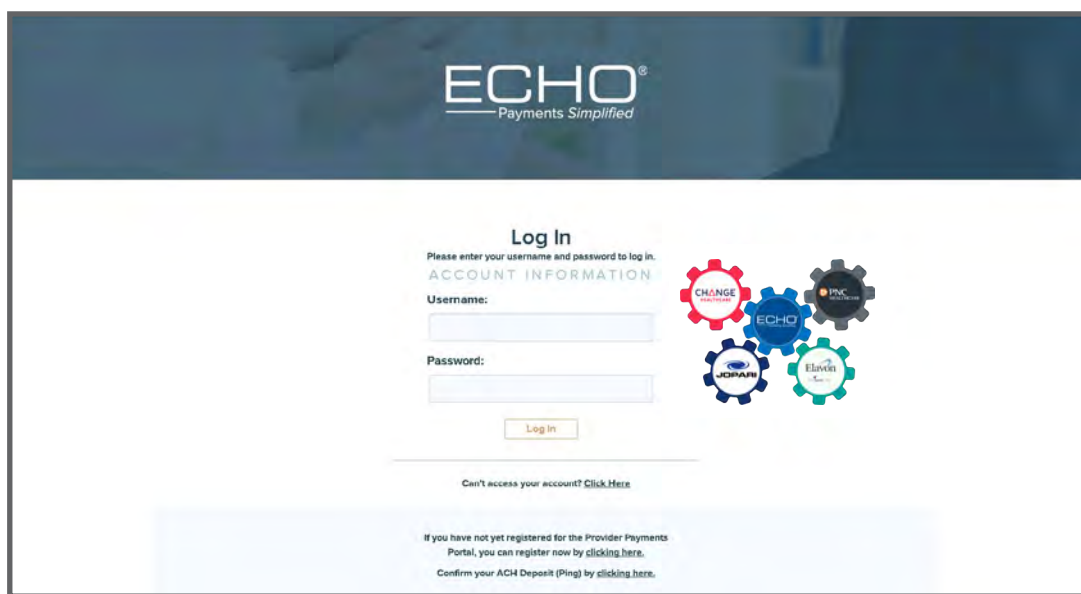 ECHO®
Payments Simplified
Log In
Please enter your username and password to log in.
ACCOUNT INFORMATION
Username:
Password:
Log In
Can't access your account? Click Here
If you have not yet registered for the Provider Payments
Portal, you can register now by clicking here.
Confirm your ACH Deposit (Ping) by clicking here.
CHANGE
HEALTHCARE
PNC
HEALTHCARE
ECHO
JOPARI
Elavon